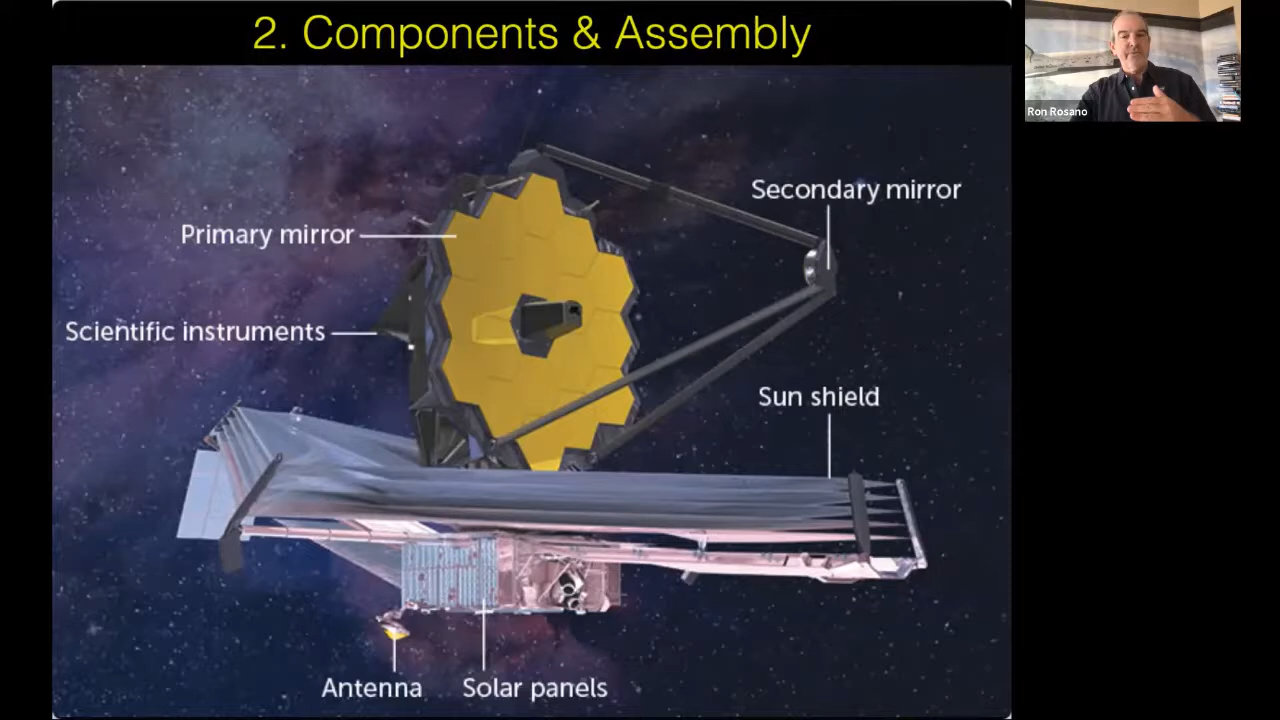 2. Components & Assembly
Ron Rosano
Secondary mirror
Primary mirror
Scientific instruments
Sun shield
Antenna
Solar panels